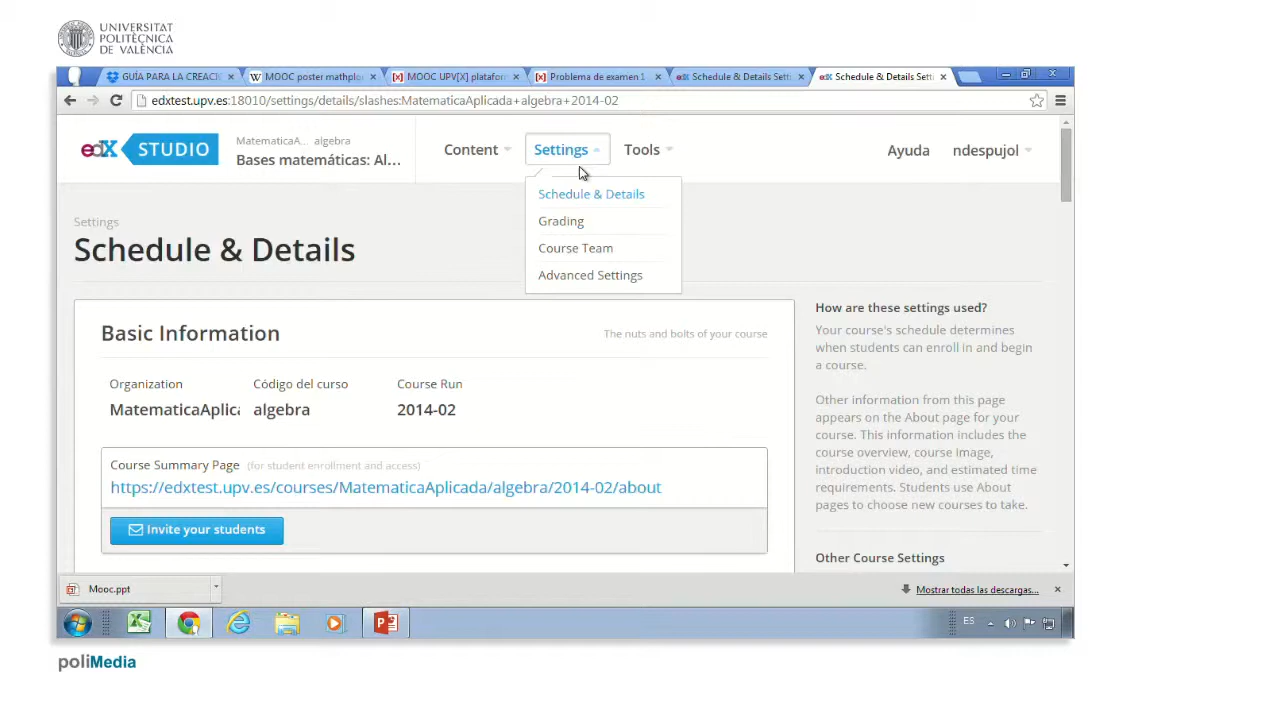 UNIVERSITAT
POLITÈCNICA
DE VALÈNCIA
GUÍA PARA LA CREACI
MOOC poster mathplo
MOOC UPV[X] platafor
Problema de examen 1
Schedule & Details Sett
Schedule & Details Sett
edxtest.upv.es:18010/settings/details/slashes:MatematicaAplicada+algebra+2014-02
edX STUDIO
MatematicaA... algebra
Bases matemáticas: Al...
Content
Settings
Tools
Ayuda
ndespujol
Schedule & Details
Grading
Course Team
Advanced Settings
Settings
Schedule & Details
Basic Information
The nuts and bolts of your course
Organization
Código del curso
Course Run
MatematicaAplica
algebra
2014-02
Course Summary Page (for student enrollment and access)
https://edxtest.upv.es/courses/MatematicaAplicada/algebra/2014-02/about
Invite your students
How are these settings used?
Your course's schedule determines
when students can enroll in and begin
a course.
Other information from this page
appears on the About page for your
course. This information includes the
course overview, course image,
introduction video, and estimated time
requirements. Students use About
pages to choose new courses to take.
Other Course Settings
Mooc.ppt
Mostrar todas las descargas...
ES
poliMedia